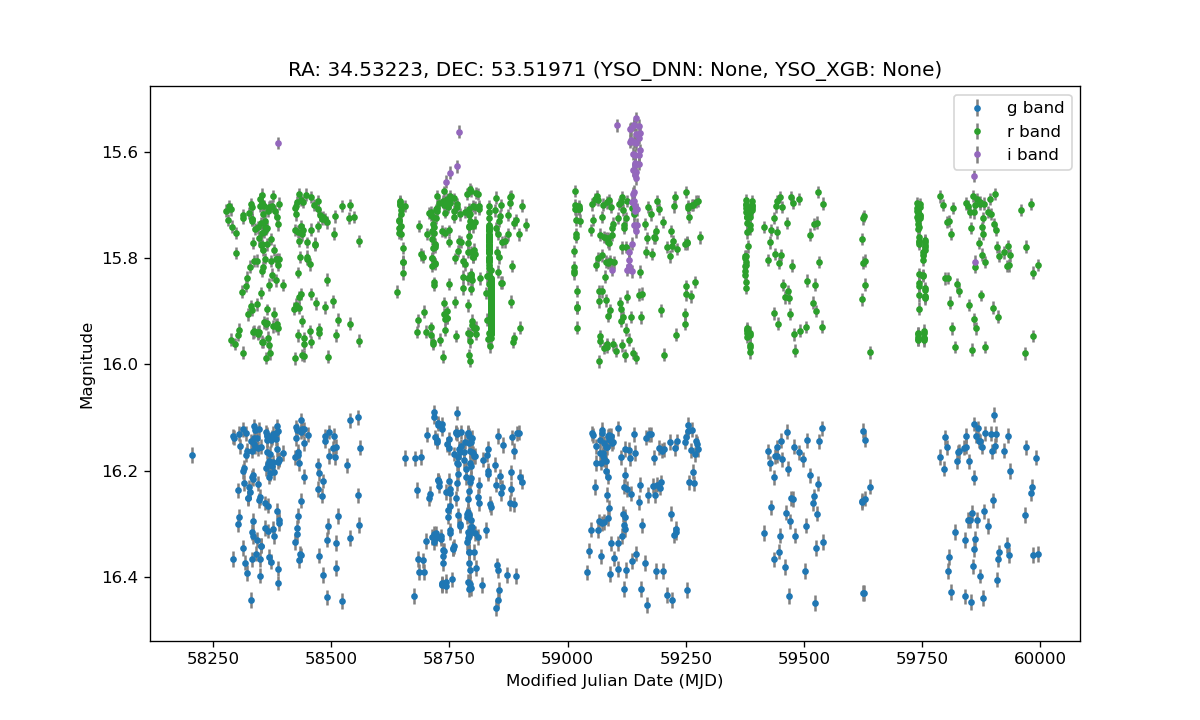 RA: 34.53223, DEC: 53.51971 (YSO_DNN: None, YSO_XGB: None)
g band
r band
i band
15.6
15.8
16.0
16.2
16.4
Magnitude
58250 58500 58750 59000 59250 59500 59750 60000
Modified Julian Date (MJD)